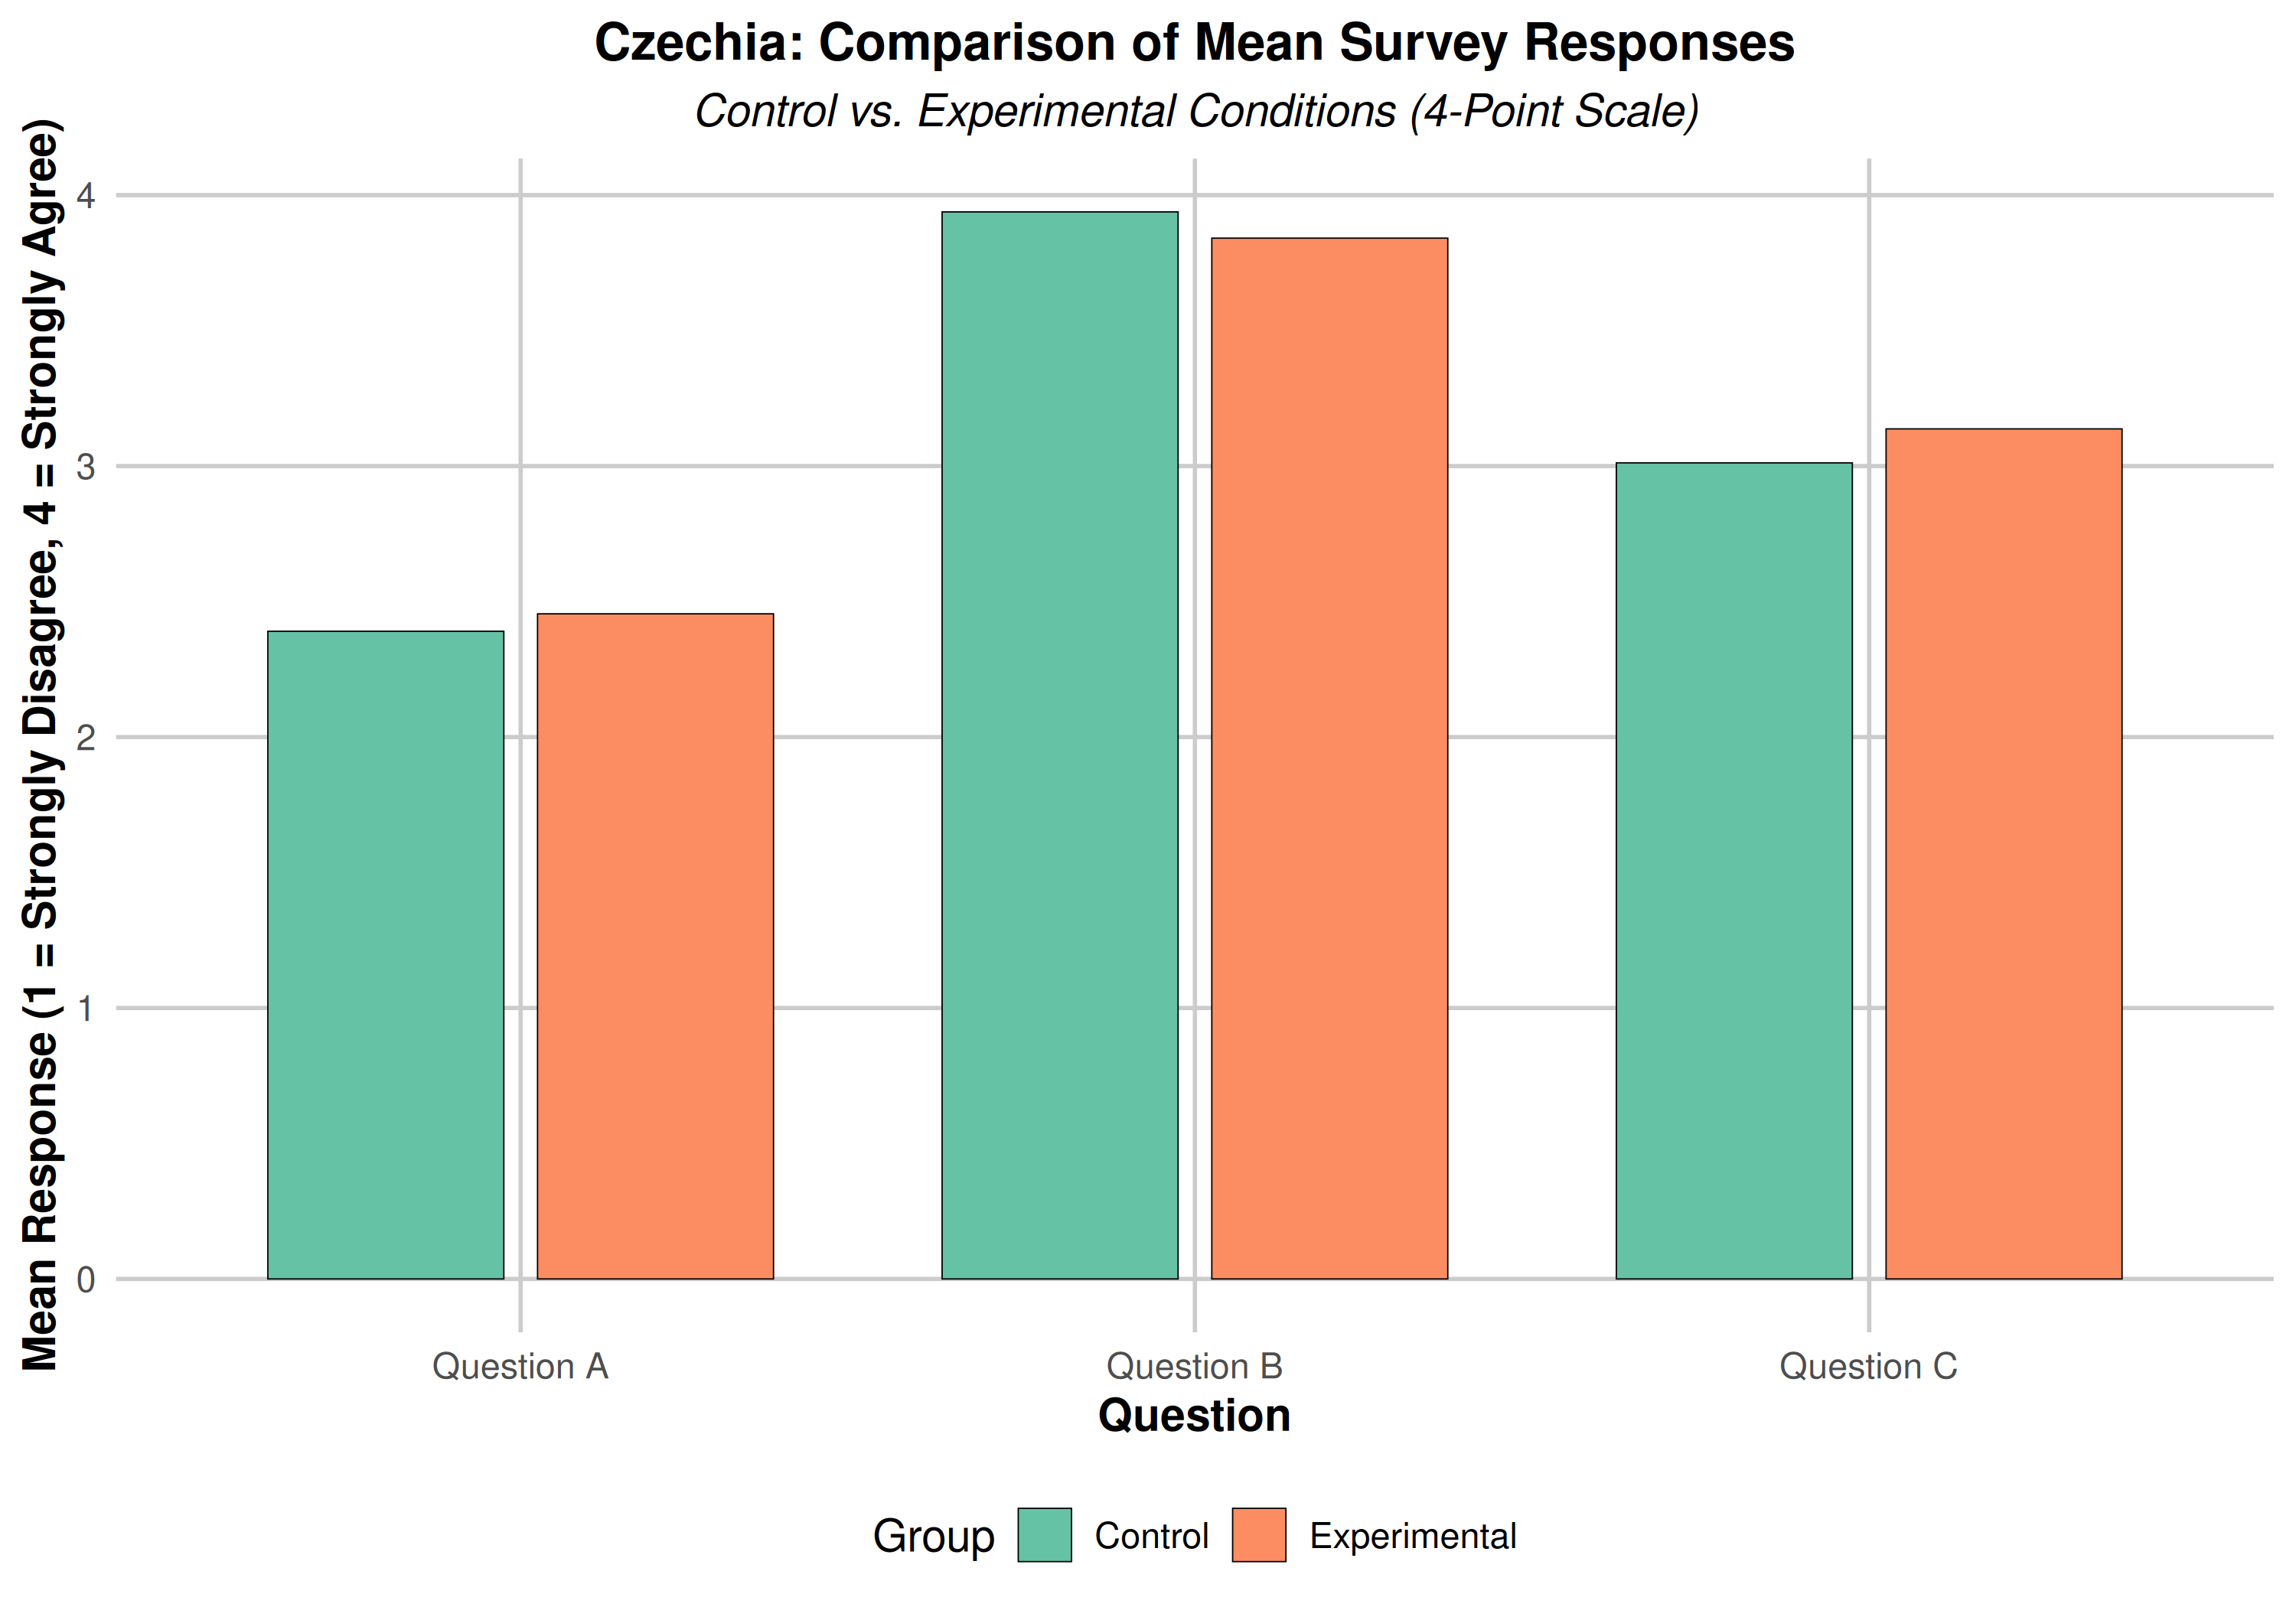 Czechia: Comparison of Mean Survey Responses
Control vs. Experimental Conditions (4-Point Scale)
Mean Response (1 = Strongly Disagree, 4 = Strongly Agree)
4
3
2
1
0
Question A
Question B
Question C
Question
Group
Control
Experimental